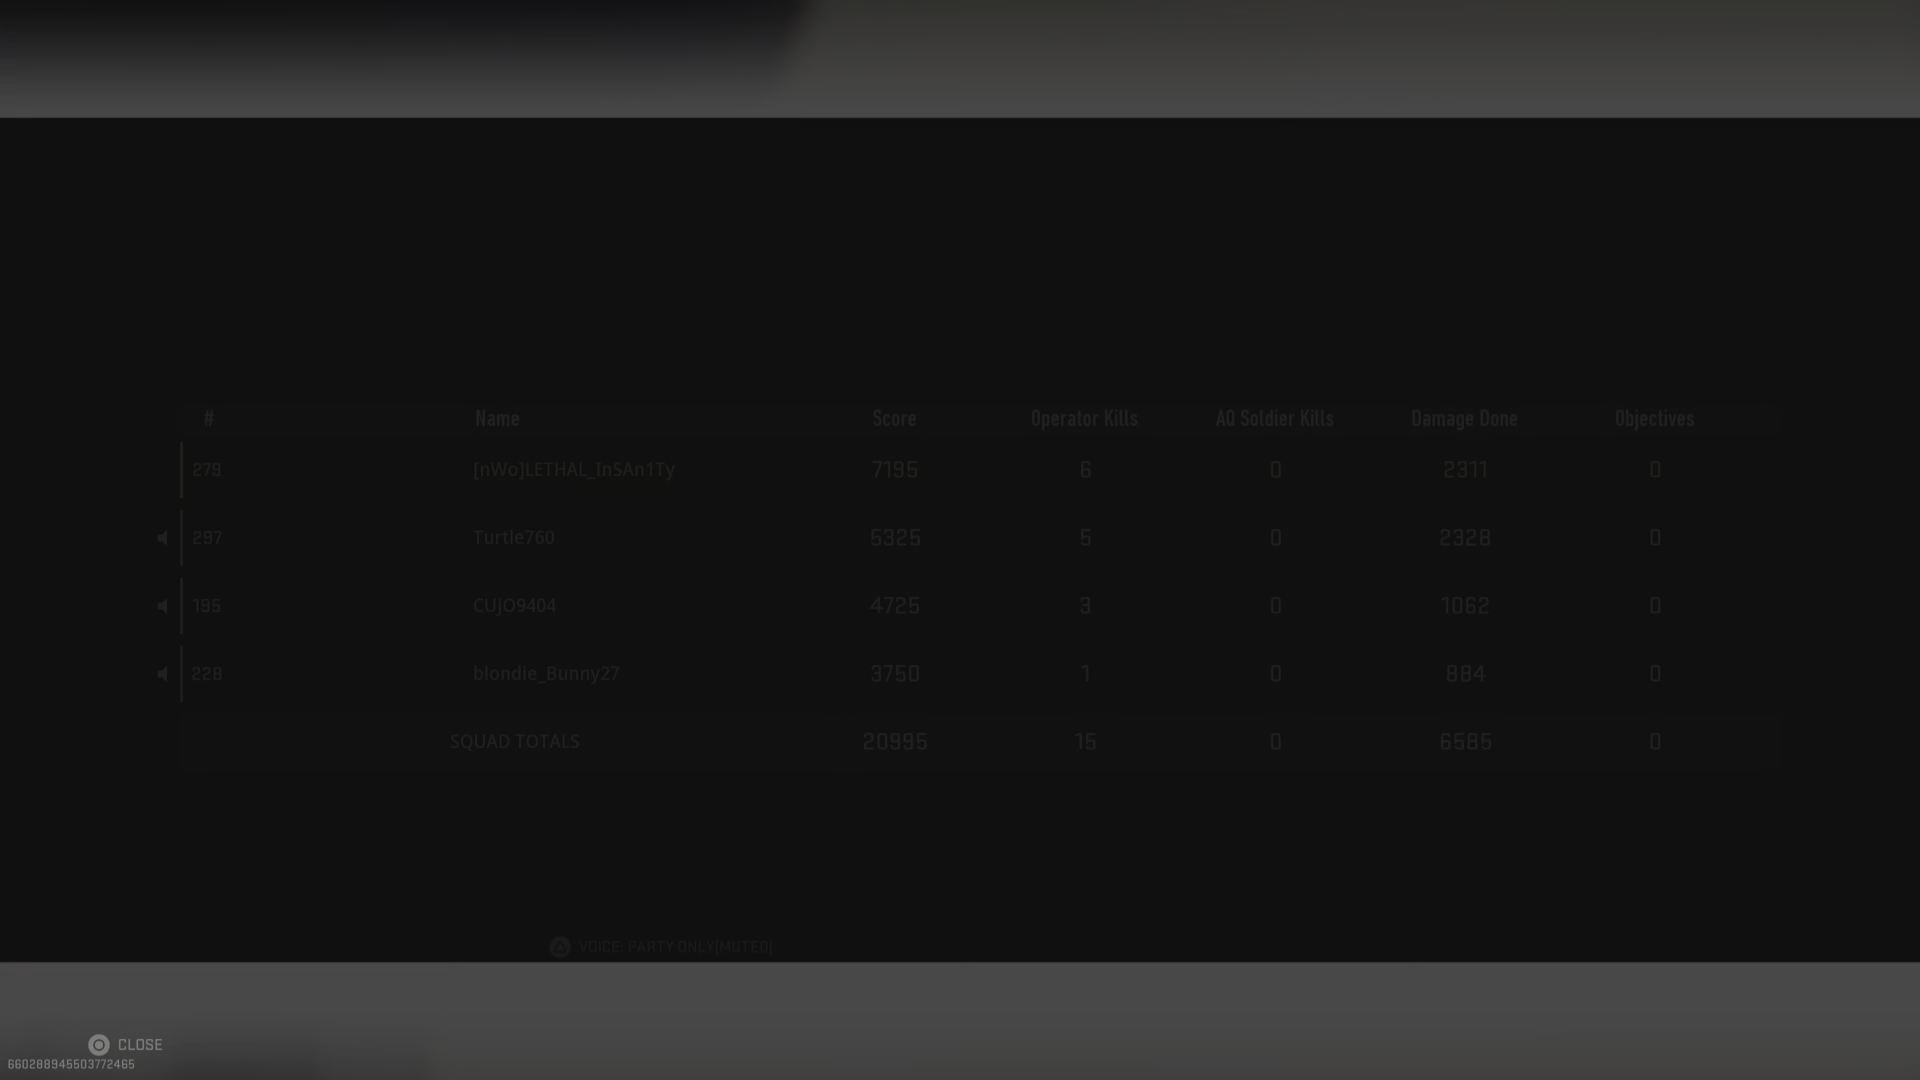 # Name Score Operator Kills AQ Soldier Kills Damage Done Objectives
279 [nWo]LETHAL_InSAn1Ty 7195 6 0 2311 0
297 Turtle760 5325 5 0 2328 0
195 CUJO9404 4725 3 0 1062 0
228 blondie_Bunny27 3750 1 0 884 0
SQUAD TOTALS 20995 15 0 6585 0
VOICE: PARTY ONLY(MUTED)
CLOSE
660288945503772465